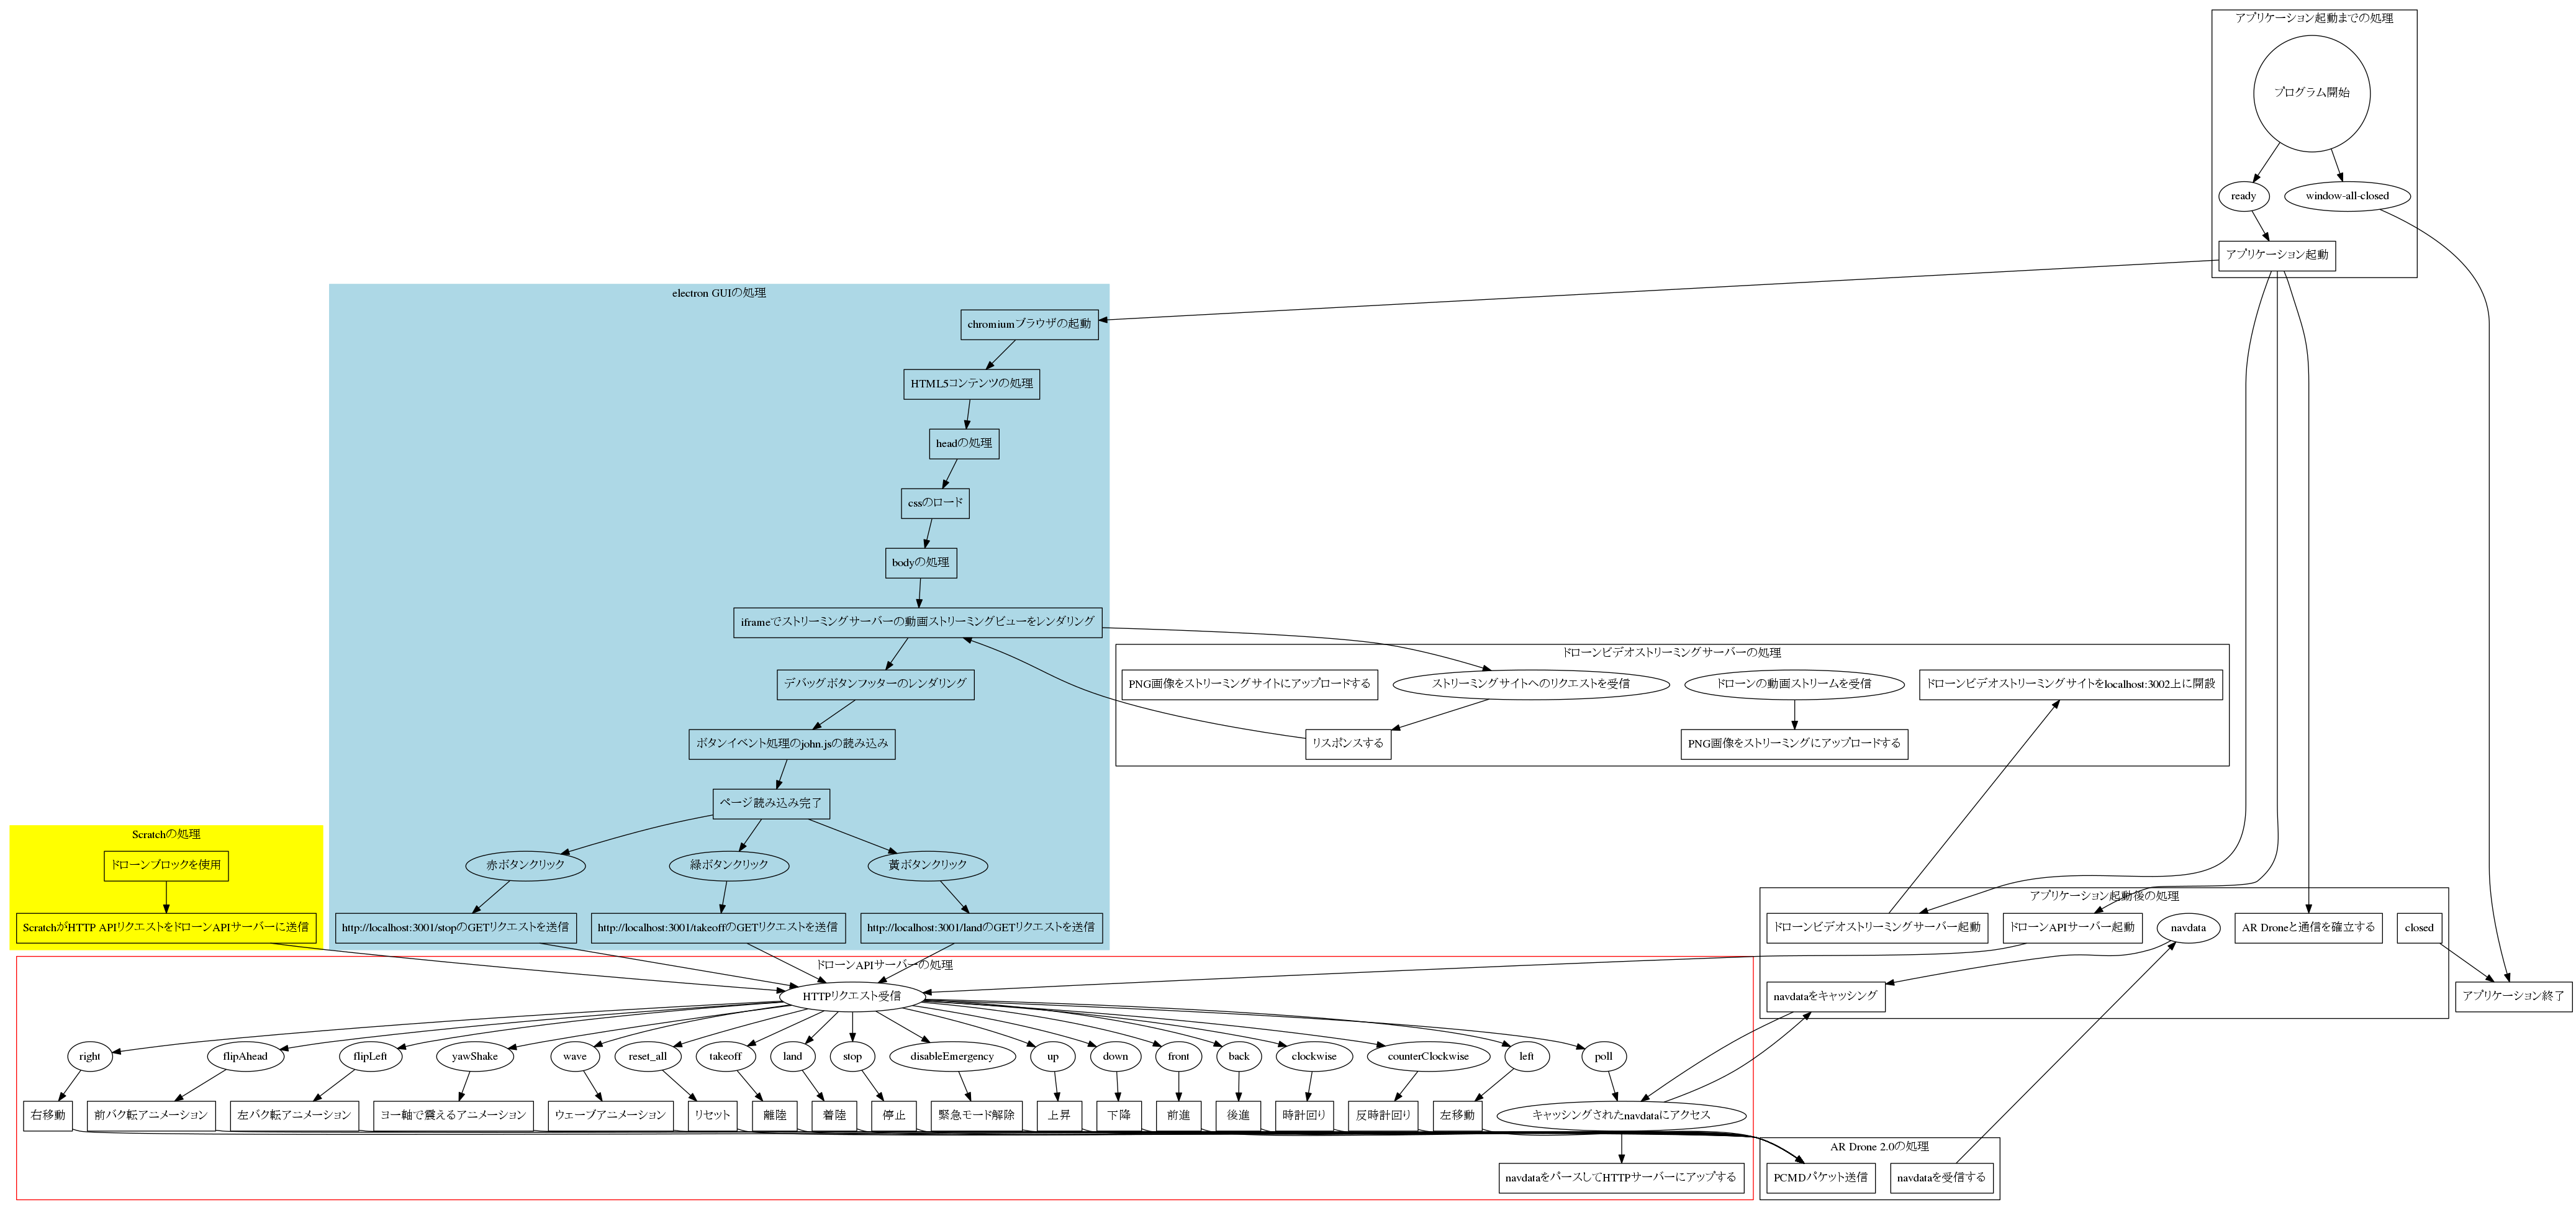 アプリケーション起動までの処理
プログラム開始
ready
window-all-closed
アプリケーション起動
electron GUIの処理
chromiumブラウザの起動
HTML5コンテンツの処理
headの処理
cssのロード
bodyの処理
iframeでストリーミングサーバーの動画ストリーミングビューをレンダリング
デバッグボタンフッターのレンダリング
ボタンイベント処理のjohn.jsの読み込み
ページ読み込み完了
赤ボタンクリック
緑ボタンクリック
黃ボタンクリック
http://localhost:3001/stopのGETリクエストを送信
http://localhost:3001/takeoffのGETリクエストを送信
http://localhost:3001/landのGETリクエストを送信
ドローンビデオストリーミングサーバーの処理
PNG画像をストリーミングサイトにアップロードする
ストリーミングサイトへのリクエストを受信
ドローンの動画ストリームを受信
ドローンビデオストリーミングサイトをlocalhost:3002上に開設
リスポンスする
PNG画像をストリーミングにアップロードする
Scratchの処理
ドローンブロックを使用
ScratchがHTTP APIリクエストをドローンAPIサーバーに送信
アプリケーション起動後の処理
ドローンビデオストリーミングサーバー起動
ドローンAPIサーバー起動
navdata
AR Droneと通信を確立する
closed
navdataをキャッシング
アプリケーション終了
ドローンAPIサーバーの処理
HTTPリクエスト受信
right
flipAhead
flipLeft
yawShake
wave
reset_all
takeoff
land
stop
disableEmergency
up
down
front
back
clockwise
counterClockwise
left
poll
右移動
前バク転アニメーション
左バク転アニメーション
ヨー軸で震えるアニメーション
ウェーブアニメーション
リセット
離陸
着陸
停止
緊急モード解除
上昇
下降
前進
後進
時計回り
反時計回り
左移動
キャッシングされたnavdataにアクセス
navdataをパースしてHTTPサーバーにアップする
AR Drone 2.0の処理
PCMDパケット送信
navdataを受信する